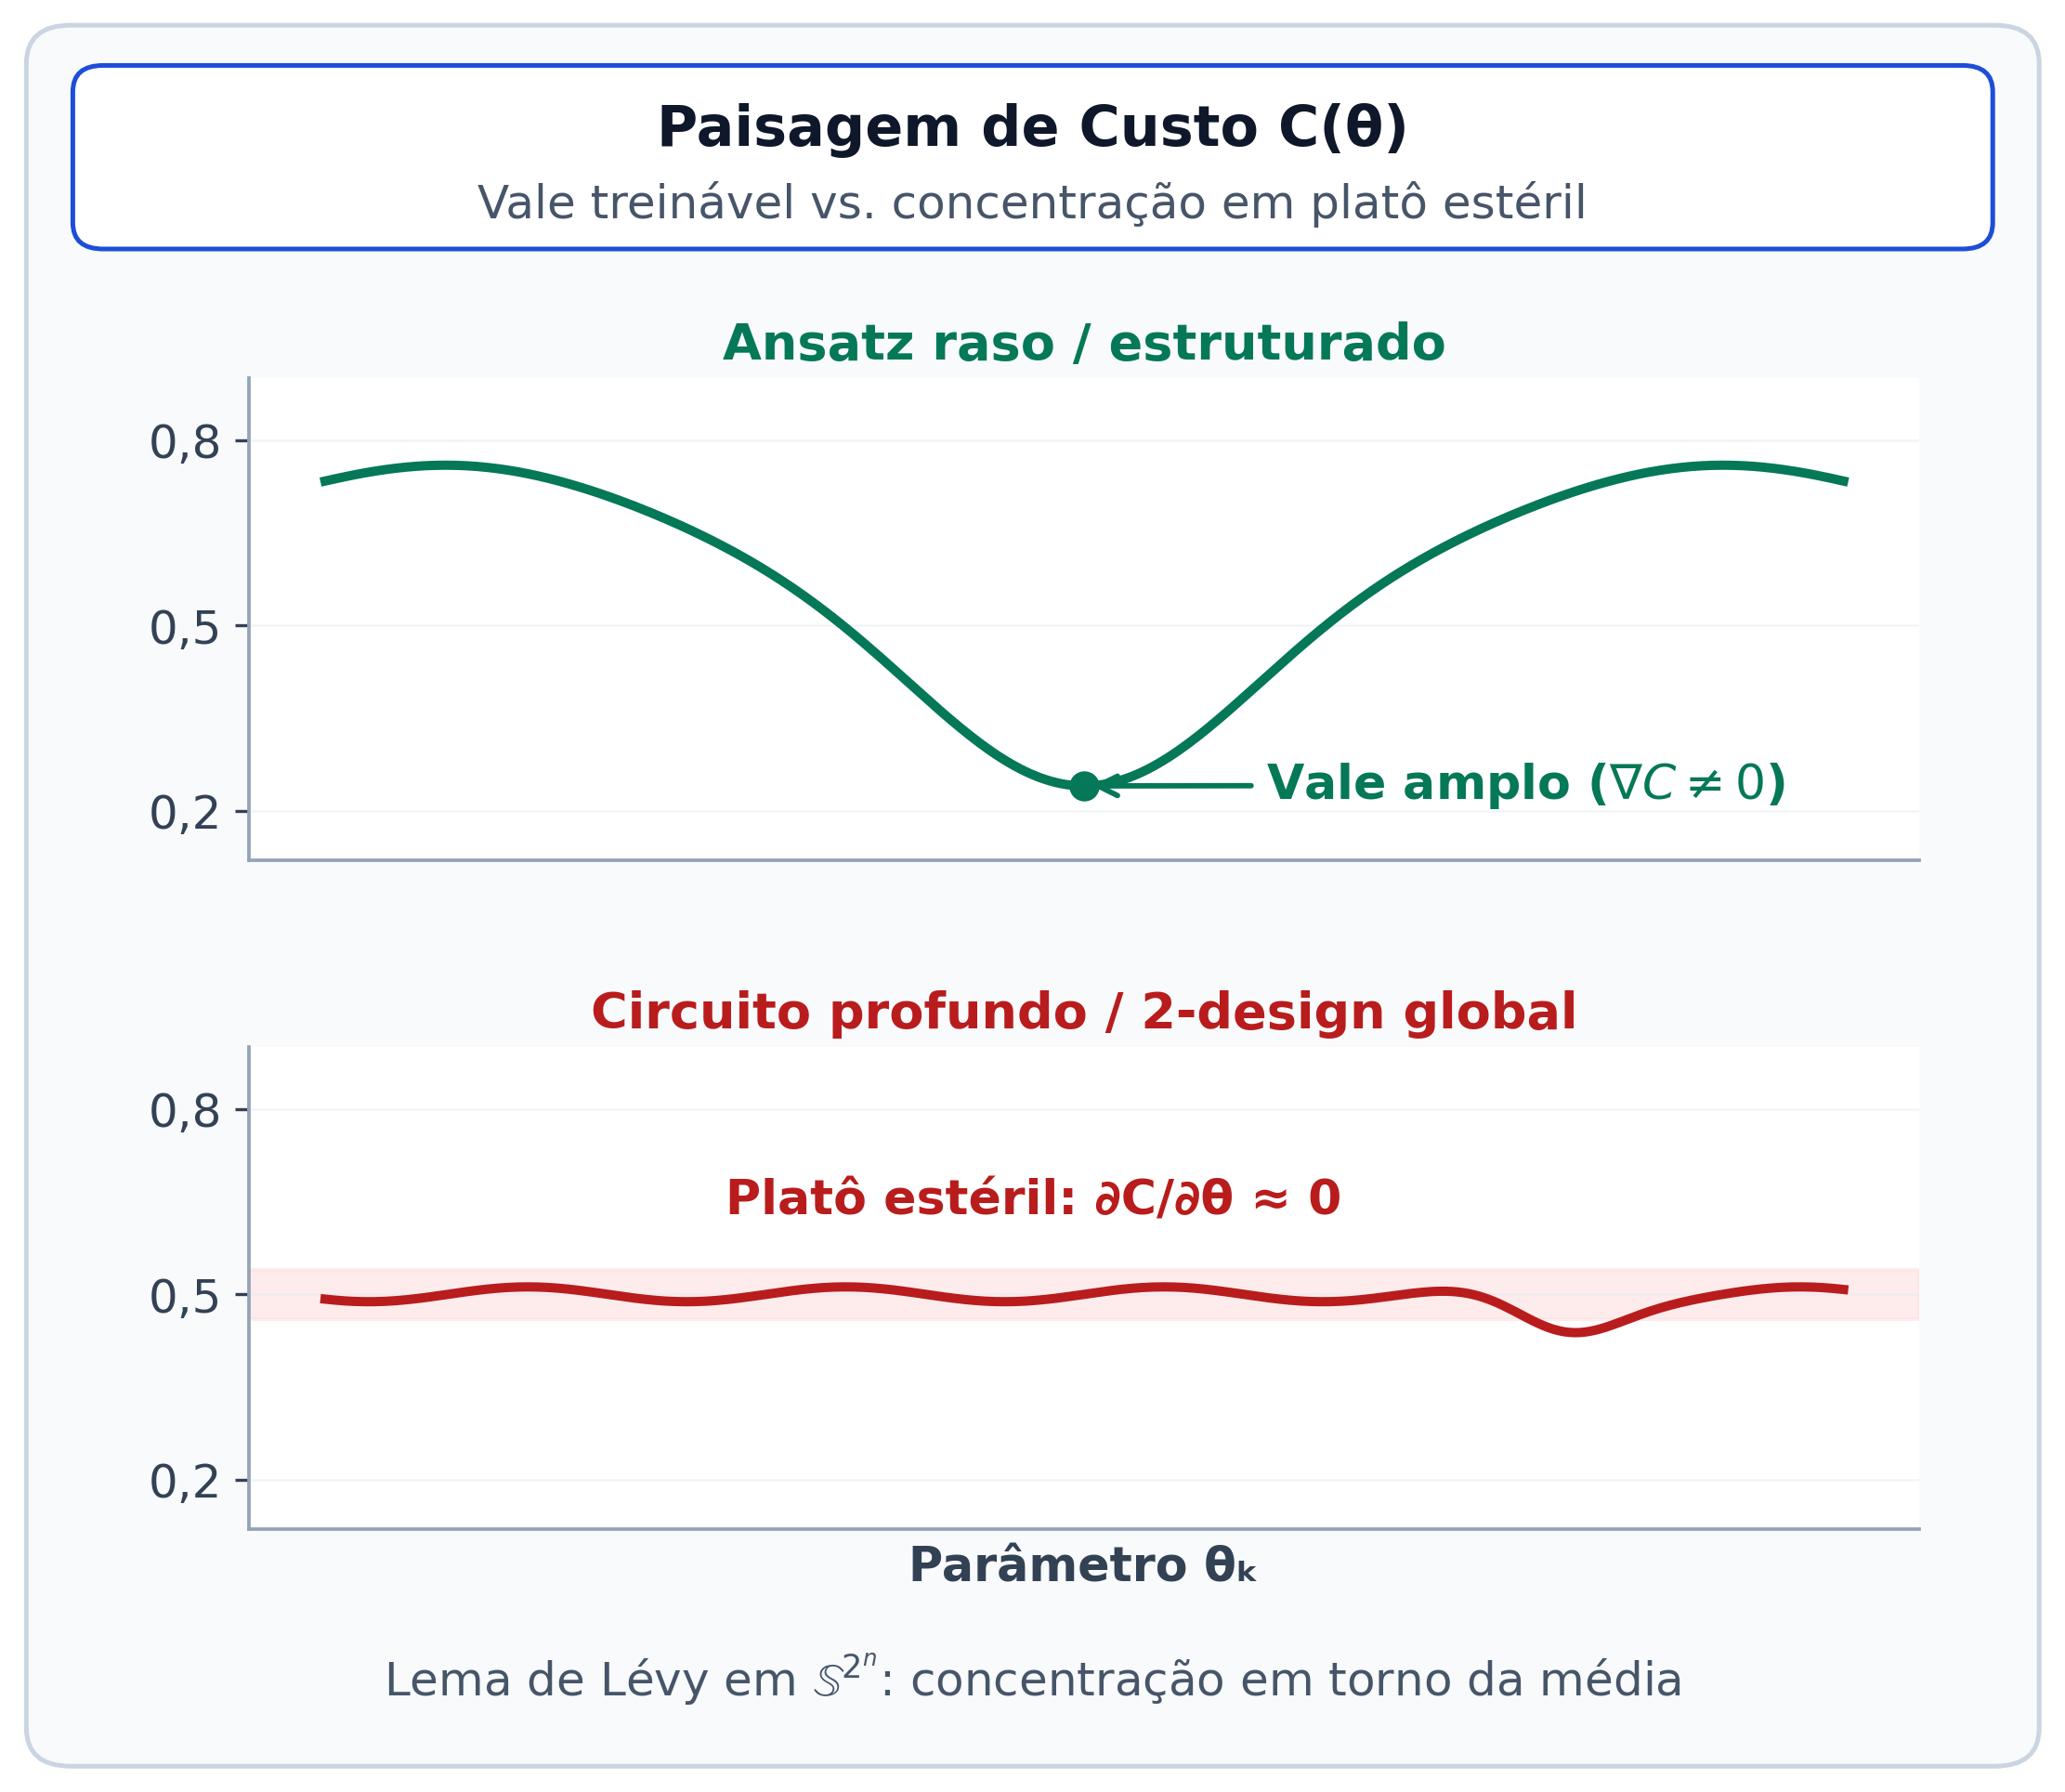 Paisagem de Custo C(θ)
Vale treinável vs. concentração em platô estéril
Ansatz raso / estruturado
0,8
0,5
0,2
Vale amplo (∇C ≠ 0)
Circuito profundo / 2-design global
0,8
Platô estéril: ∂C/∂θ ≈ 0
0,5
0,2
Parâmetro θₖ
Lema de Lévy em 𝕊^{2^n}: concentração em torno da média